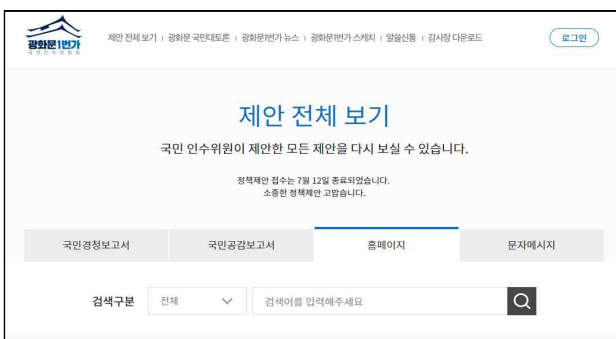 광화문1번가
국민인수위원회
제안 전체 보기 | 광화문 국민대토론 | 광화문1번가 뉴스 | 광화문1번가 스케치 | 알쓸신통 | 감사장 다운로드
로그인
제안 전체 보기
국민 인수위원이 제안한 모든 제안을 다시 보실 수 있습니다.
정책제안 접수는 7월 12일 종료되었습니다.
소중한 정책제안 고맙습니다.
국민경청보고서
국민공감보고서
홈페이지
문자메시지
검색구분
전체
검색어를 입력해주세요